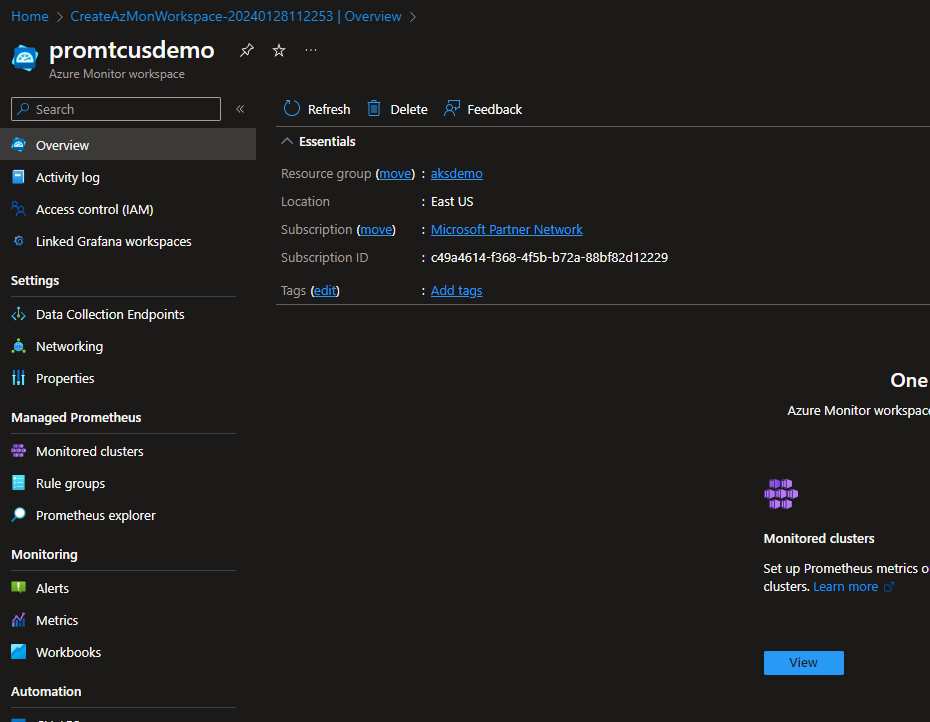 Home > CreateAzMonWorkspace-20240128112253 | Overview >
promtcusdemo
Azure Monitor workspace
Search
Overview
Activity log
Access control (IAM)
Linked Grafana workspaces
Settings
Data Collection Endpoints
Networking
Properties
Managed Prometheus
Monitored clusters
Rule groups
Prometheus explorer
Monitoring
Alerts
Metrics
Workbooks
Automation
Refresh Delete Feedback
Essentials
Resource group (move) : aksdemo
Location : East US
Subscription (move) : Microsoft Partner Network
Subscription ID : c49a4614-f368-4f5b-b72a-88bf82d12229
Tags (edit) : Add tags
One
Azure Monitor workspace
Monitored clusters
Set up Prometheus metrics o
clusters. Learn more
View